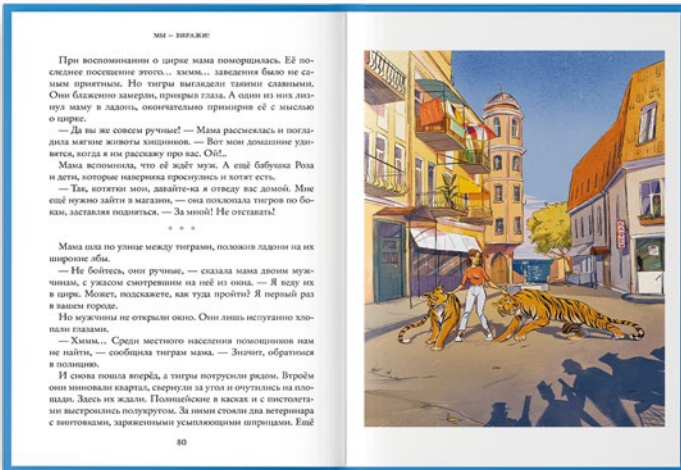 МЫ — ВИРАЖИ!
При воспоминании о цирке мама поморщилась. Её по-
следнее посещение этого... хммм... заведения было не са-
мым приятным. Но тигры выглядели такими славными.
Они блаженно замерли, прикрыв глаза. А один из них лиз-
нул маму в ладонь, окончательно примирив её с мыслью
о цирке.
— Да вы же совсем ручные! — Мама рассмеялась и погла-
дила мягкие животы хищников. — Вот мои домашние уди-
вятся, когда я им расскажу про вас. Ой!..
Мама вспомнила, что её ждёт муж. А ещё бабушка Роза
и дети, которые наверняка проснулись и хотят есть.
— Так, котятки мои, давайте-ка я отведу вас домой. Мне
ещё нужно зайти в магазин, — она похлопала тигров по бо-
кам, заставляя подняться. — За мной! Не отставать!
* * *
Мама шла по улице между тиграми, положив ладони на их
широкие лбы.
— Не бойтесь, они ручные, — сказала мама двоим муж-
чинам, с ужасом смотревшим на неё из окна. — Я веду их
в цирк. Может, подскажете, как туда пройти? Я первый раз
в вашем городе.
Но мужчины не открыли окно. Они лишь испуганно хло-
пали глазами.
— Хммм... Среди местного населения помощников нам
не найти, — сообщила тиграм мама. — Значит, обратимся
в полицию.
И снова пошла вперёд, а тигры потрусили рядом. Втроём
они миновали квартал, свернули за угол и очутились на пло-
щади. Здесь их ждали. Полицейские в касках и с пистолета-
ми выстроились полукругом. За ними стояли два ветеринара
с винтовками, заряженными усыпляющими шприцами. Ещё
80